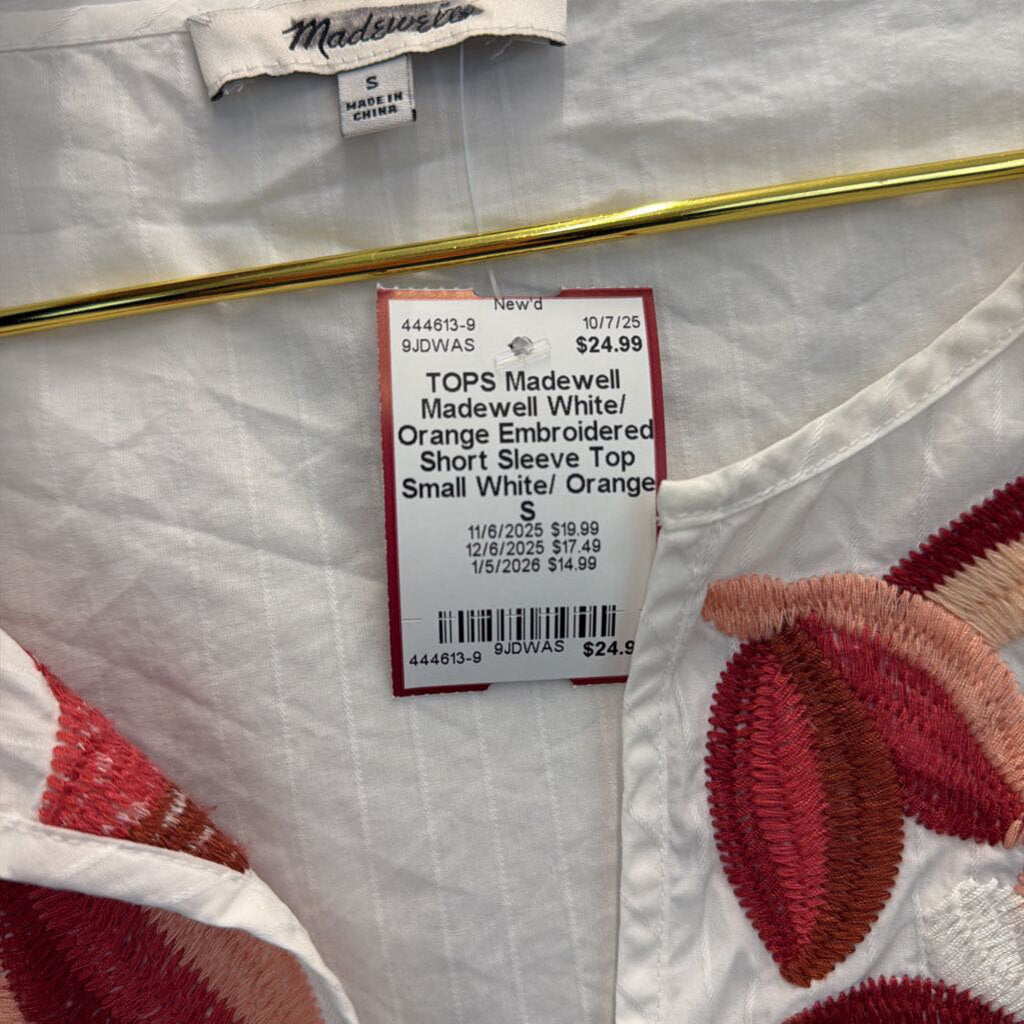 Madewell
S
MADE IN
CHINA
New'd
444613-9 10/7/25
9JDWAS $24.99
TOPS Madewell
Madewell White/
Orange Embroidered
Short Sleeve Top
Small White/ Orange
S
11/6/2025 $19.99
12/6/2025 $17.49
1/5/2026 $14.99
444613-9 9JDWAS $24.9